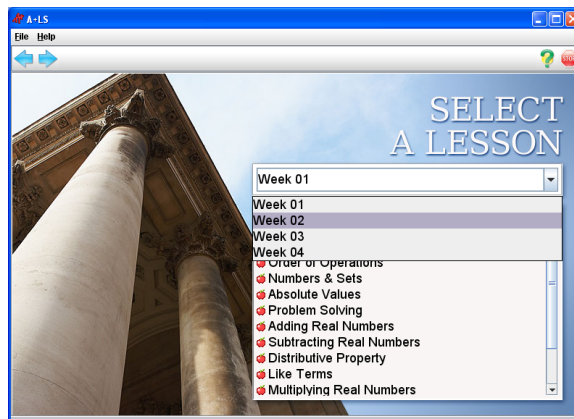 A+LS
File Help
STOP
SELECT
A LESSON
Week 01
Week 01
Week 02
Week 03
Week 04
Order of Operations
Numbers & Sets
Absolute Values
Problem Solving
Adding Real Numbers
Subtracting Real Numbers
Distributive Property
Like Terms
Multiplying Real Numbers